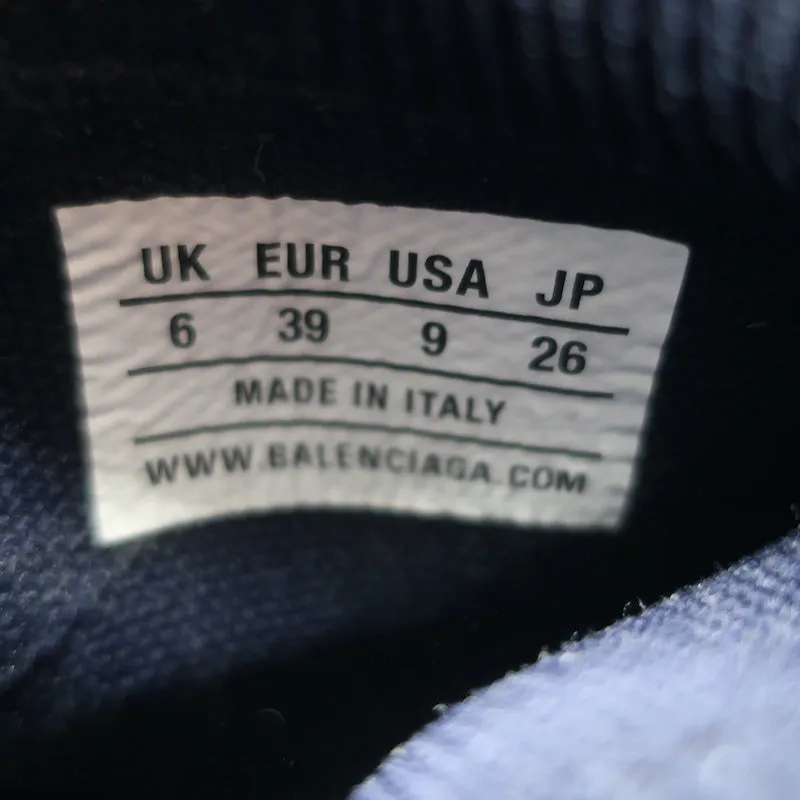 UK EUR USA JP
6 39 9 26
MADE IN ITALY
WWW.BALENCIAGA.COM